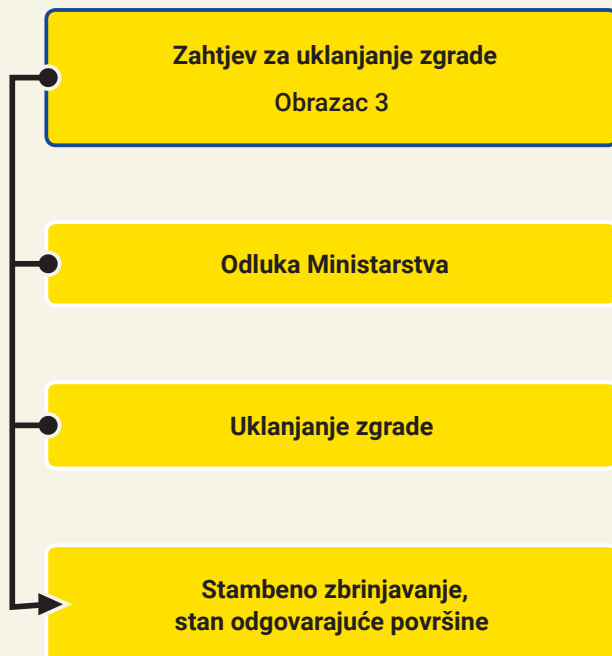 Zahtjev za uklanjanje zgrade
Obrazac 3
Odluka Ministarstva
Uklanjanje zgrade
Stambeno zbrinjavanje,
stan odgovarajuće površine